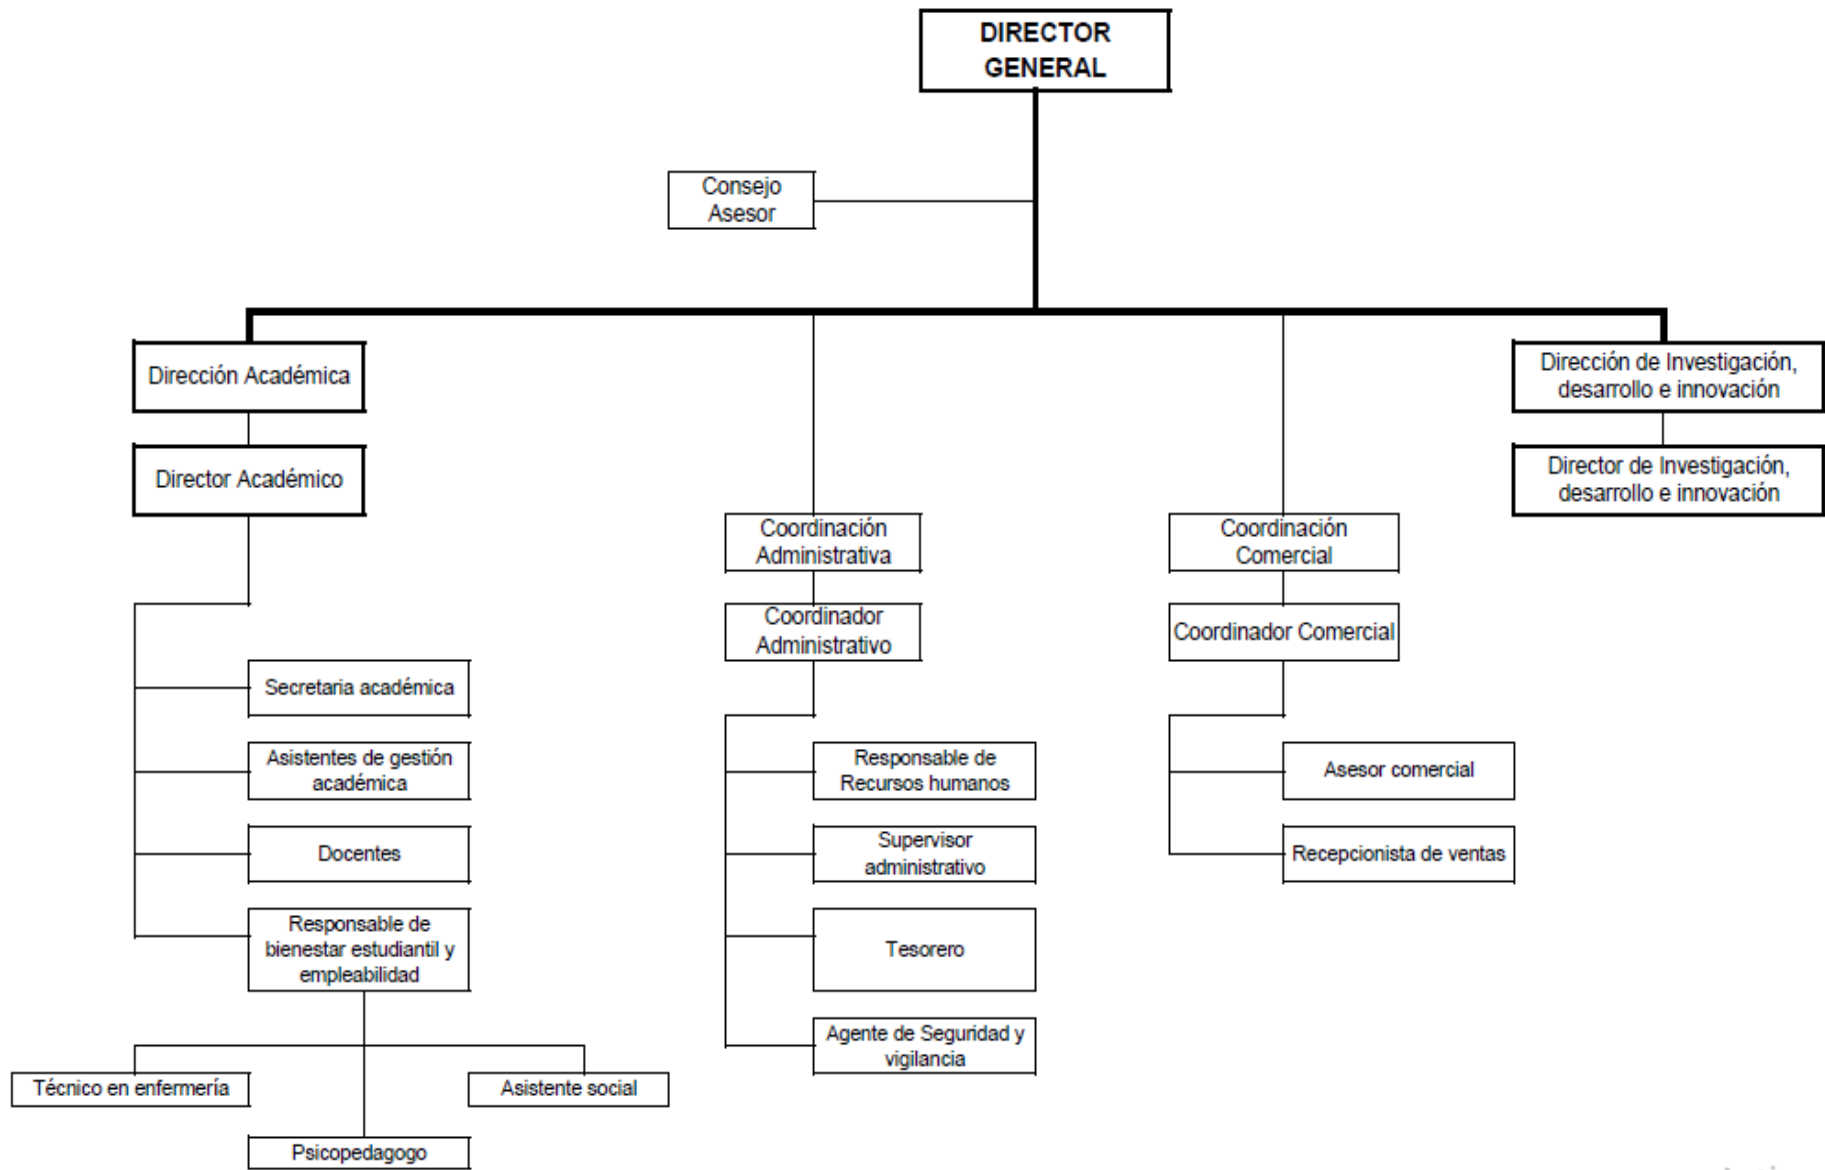 DIRECTOR
GENERAL
Consejo
Asesor
Dirección Académica
Dirección de Investigación,
desarrollo e innovación
Director Académico
Director de Investigación,
desarrollo e innovación
Coordinación
Administrativa
Coordinación
Comercial
Coordinador
Administrativo
Coordinador Comercial
Secretaria académica
Asistentes de gestión
académica
Responsable de
Recursos humanos
Asesor comercial
Docentes
Supervisor
administrativo
Recepcionista de ventas
Responsable de
bienestar estudiantil y
empleabilidad
Tesorero
Agente de Seguridad y
vigilancia
Técnico en enfermería
Asistente social
Psicopedagogo